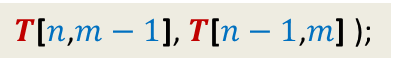 T[n,m − 1], T[n − 1,m] );